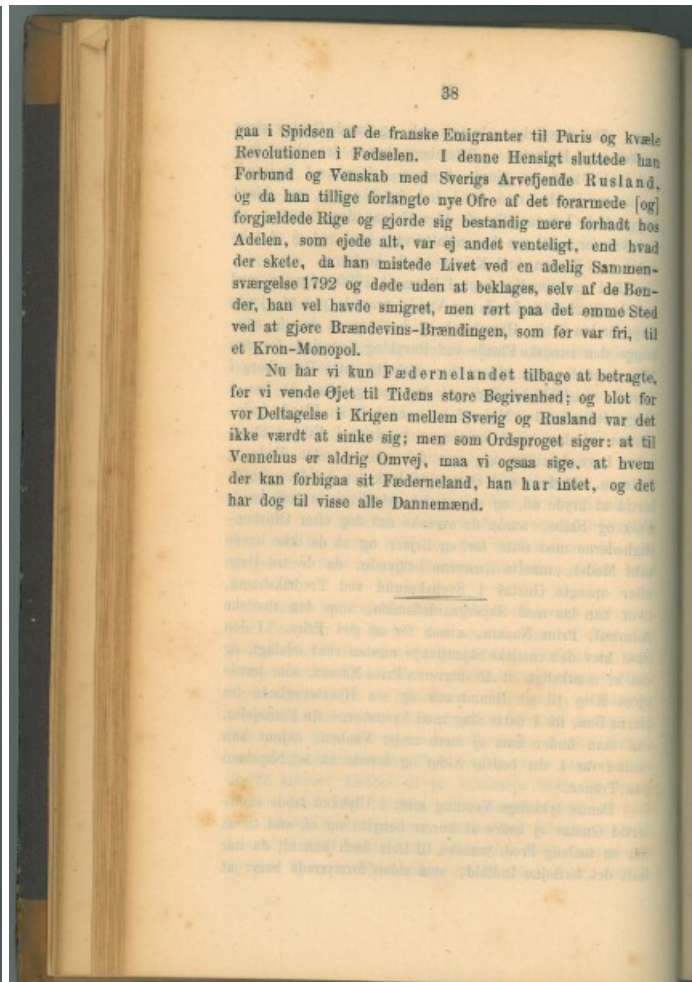 38
gaa i Spidsen af de franske Emigranter til Paris og kvæle
Revolutionen i Fødselen. I denne Hensigt sluttede han
Forbund og Venskab med Sverigs Arvefjende Rusland,
og da han tillige forlangte nye Ofre af det forarmede [og]
forgjældede Rige og gjorde sig bestandig mere forhadt hos
Adelen, som ejede alt, var ej andet venteligt, end hvad
der skete, da han mistede Livet ved en adelig Sammen-
sværgelse 1792 og døde uden at beklages, selv af de Bøn-
der, han vel havde smigret, men rørt paa det ømme Sted
ved at gjøre Brændevins-Brændingen, som før var fri, til
et Kron-Monopol.
Nu har vi kun Fædernelandet tilbage at betragte,
før vi vende Øjet til Tidens store Begivenhed; og blot for
vor Deltagelse i Krigen mellem Sverig og Rusland var det
ikke værdt at sinke sig; men som Ordsproget siger: at til
Vennehus er aldrig Omvej, maa vi ogsaa sige, at hvem
der kan forbigaa sit Fæderneland, han har intet, og det
har dog til visse alle Dannemænd.